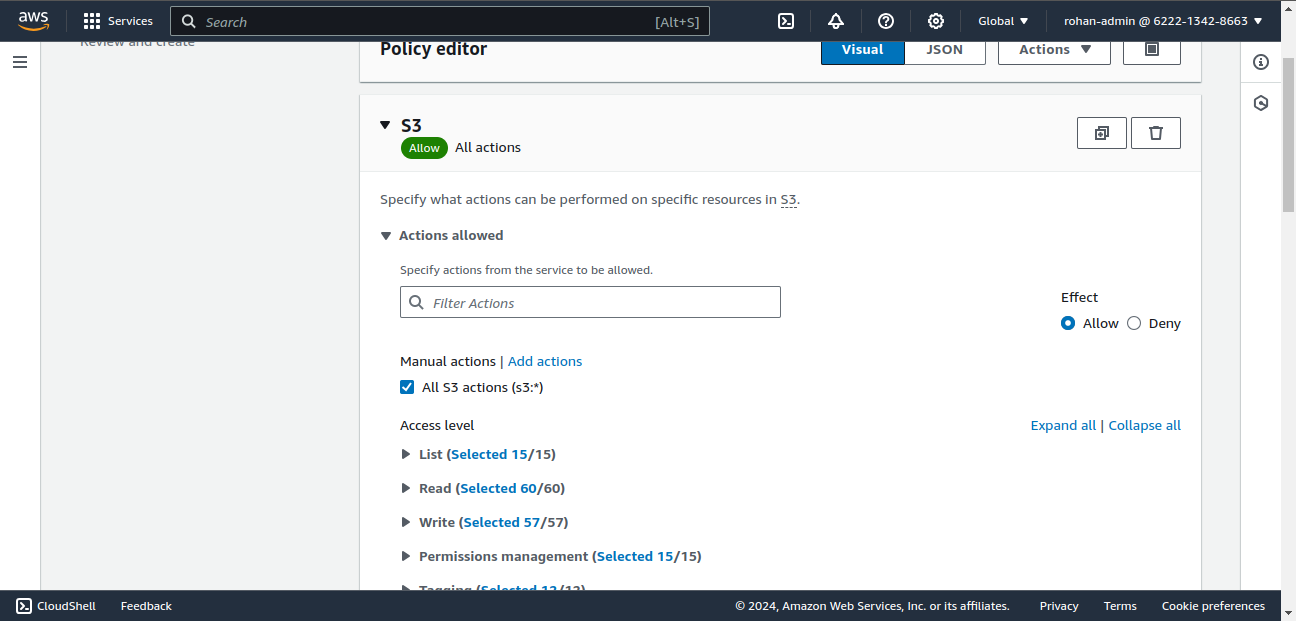 aws Services Search [Alt+S] Global rohan-admin @ 6222-1342-8663
Review and create
Policy editor Visual JSON Actions
S3
Allow All actions
Specify what actions can be performed on specific resources in S3.
Actions allowed
Specify actions from the service to be allowed.
Filter Actions
Effect
Allow Deny
Manual actions | Add actions
All S3 actions (s3:*)
Access level Expand all | Collapse all
List (Selected 15/15)
Read (Selected 60/60)
Write (Selected 57/57)
Permissions management (Selected 15/15)
Tagging (Selected 12/12)
CloudShell Feedback © 2024, Amazon Web Services, Inc. or its affiliates. Privacy Terms Cookie preferences